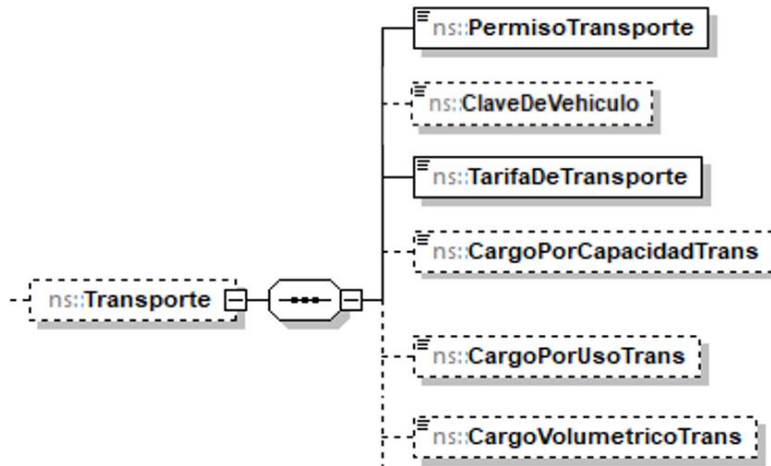 ns::PermisoTransporte
ns::ClaveDeVehiculo
ns::TarifaDeTransporte
ns::CargoPorCapacidadTrans
ns::Transporte
ns::CargoPorUsoTrans
ns::CargoVolumetricoTrans